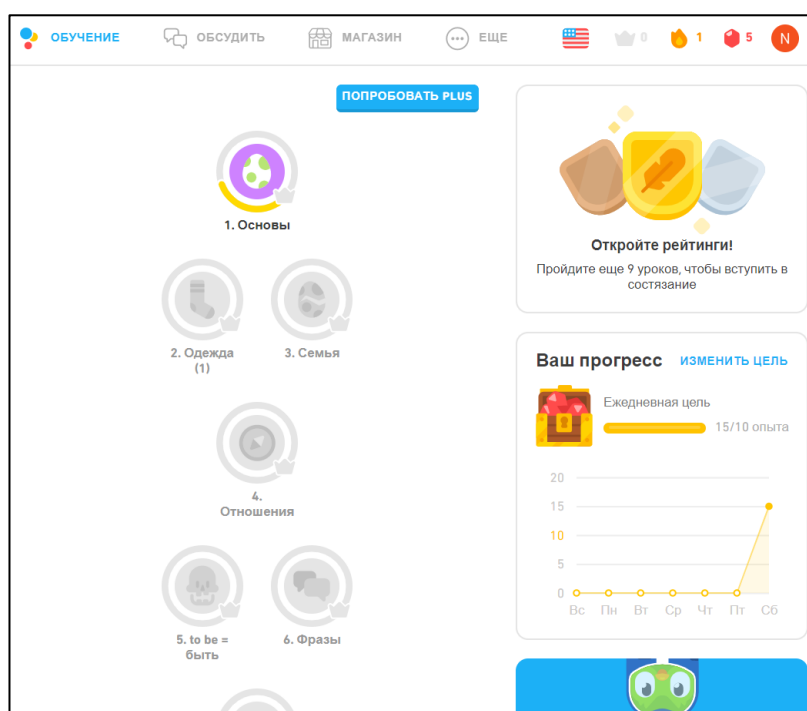 ОБУЧЕНИЕ ОБСУДИТЬ МАГАЗИН ЕЩЕ 0 1 5 N
ПОПРОБОВАТЬ PLUS
1. Основы
2. Одежда
(1)
3. Семья
4.
Отношения
5. to be =
быть
6. Фразы
Откройте рейтинги!
Пройдите еще 9 уроков, чтобы вступить в
состязание
Ваш прогресс ИЗМЕНИТЬ ЦЕЛЬ
Ежедневная цель
15/10 опыта
20
15
10
5
0
Вс Пн Вт Ср Чт Пт Сб